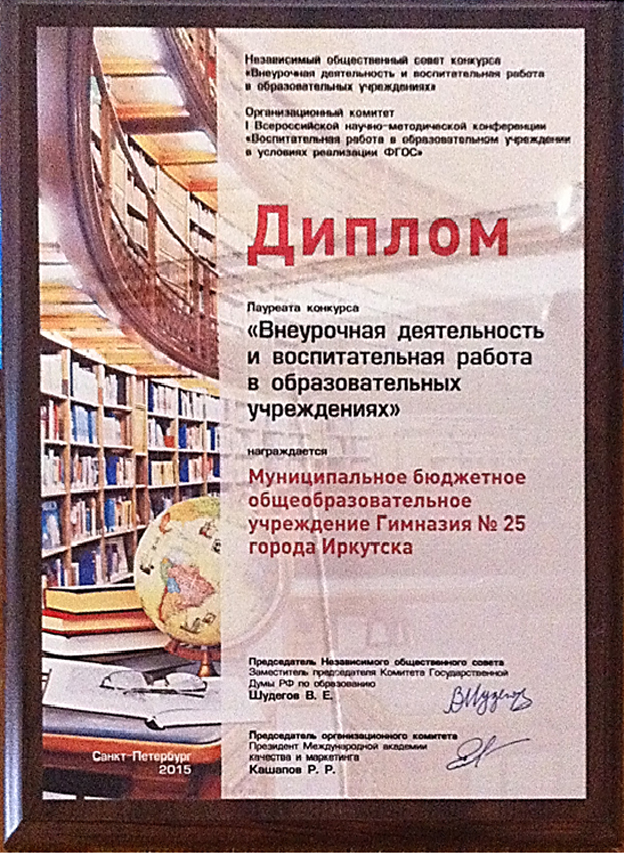 Независимый общественный совет конкурса
«Внеурочная деятельность и воспитательная работа
в образовательных учреждениях»
Организационный комитет
I Всероссийской научно-методической конференции
«Воспитательная работа в образовательном учреждении
в условиях реализации ФГОС»
Диплом
Лауреата конкурса
«Внеурочная деятельность
и воспитательная работа
в образовательных
учреждениях»
награждается
Муниципальное бюджетное
общеобразовательное
учреждение Гимназия № 25
города Иркутска
Председатель Независимого общественного совета
Заместитель председателя Комитета Государственной
Думы РФ по образованию
Шудегов В. Е.
Председатель организационного комитета
Президент Международной академии
качества и маркетинга
Кашапов Р. Р.
Санкт-Петербург
2015